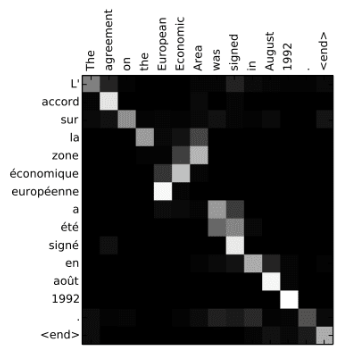 The agreement on the European Economic Area was signed in August 1992 . <end>
L'
accord
sur
la
zone
économique
européenne
a
été
signé
en
août
1992
.
<end>